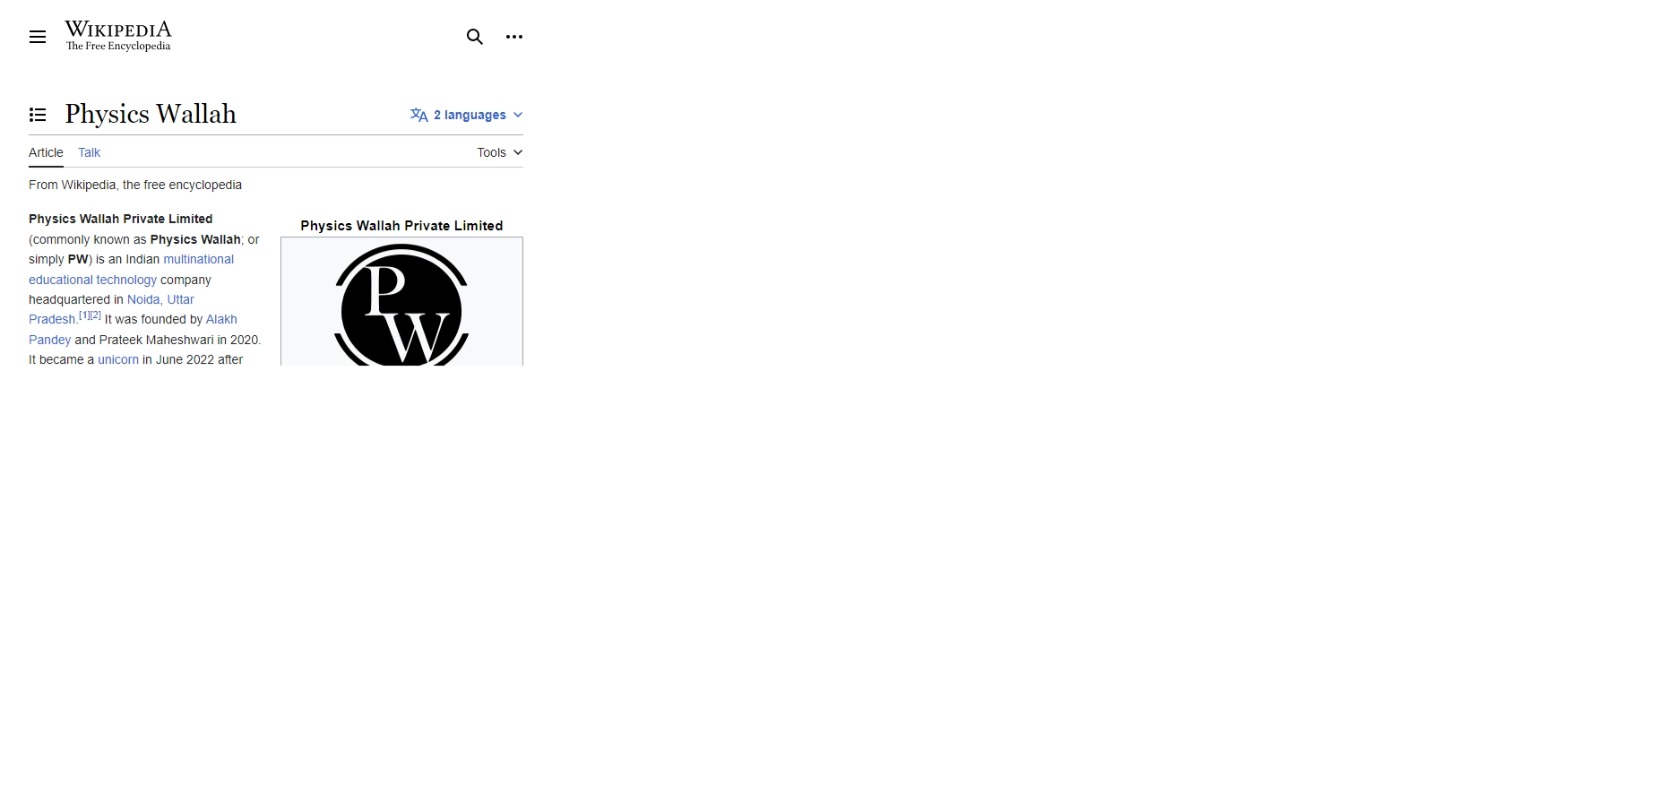 WIKIPEDIA
The Free Encyclopedia
Physics Wallah
2 languages
Article Talk
Tools
From Wikipedia, the free encyclopedia
Physics Wallah Private Limited
(commonly known as Physics Wallah; or
simply PW) is an Indian multinational
educational technology company
headquartered in Noida, Uttar
Pradesh.[1][2] It was founded by Alakh
Pandey and Prateek Maheshwari in 2020.
It became a unicorn in June 2022 after
Physics Wallah Private Limited
P
W